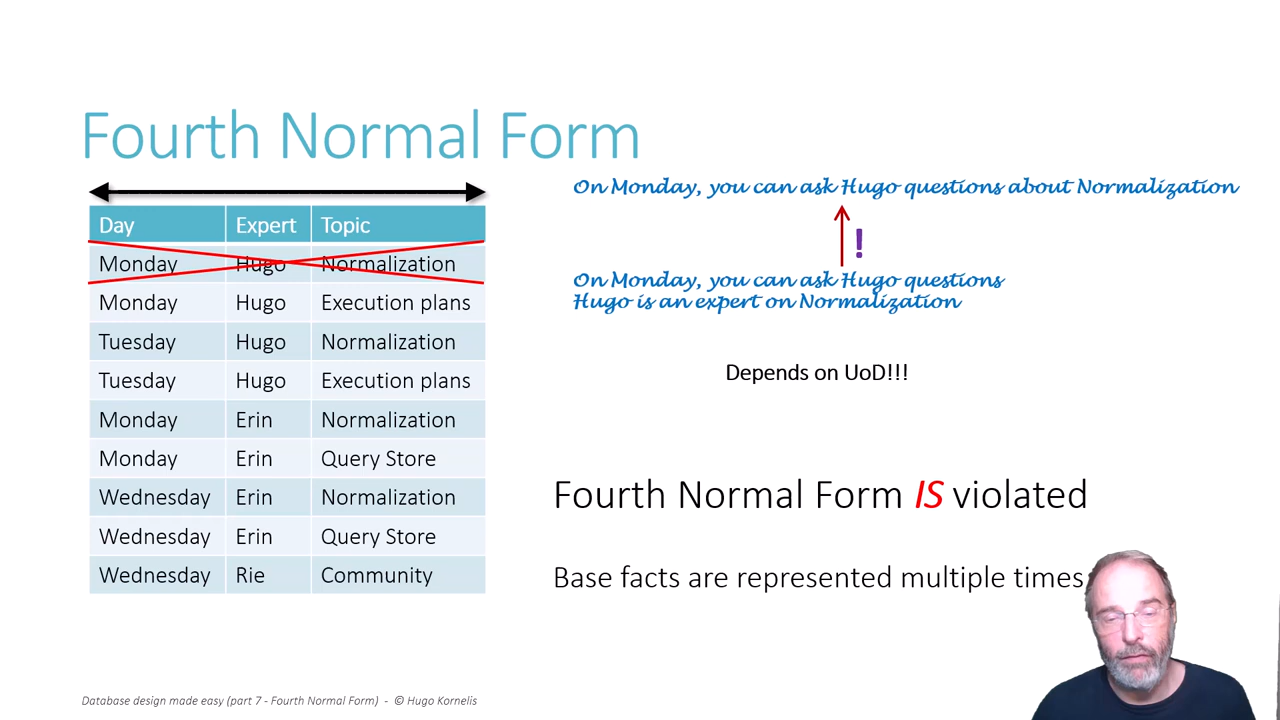 Fourth Normal Form
On Monday, you can ask Hugo questions about Normalization
!
On Monday, you can ask Hugo questions
Hugo is an expert on Normalization
Depends on UoD!!!
Day Expert Topic
Monday Hugo Normalization
Monday Hugo Execution plans
Tuesday Hugo Normalization
Tuesday Hugo Execution plans
Monday Erin Normalization
Monday Erin Query Store
Wednesday Erin Normalization
Wednesday Erin Query Store
Wednesday Rie Community
Fourth Normal Form IS violated
Base facts are represented multiple times
Database design made easy (part 7 - Fourth Normal Form) - © Hugo Kornelis